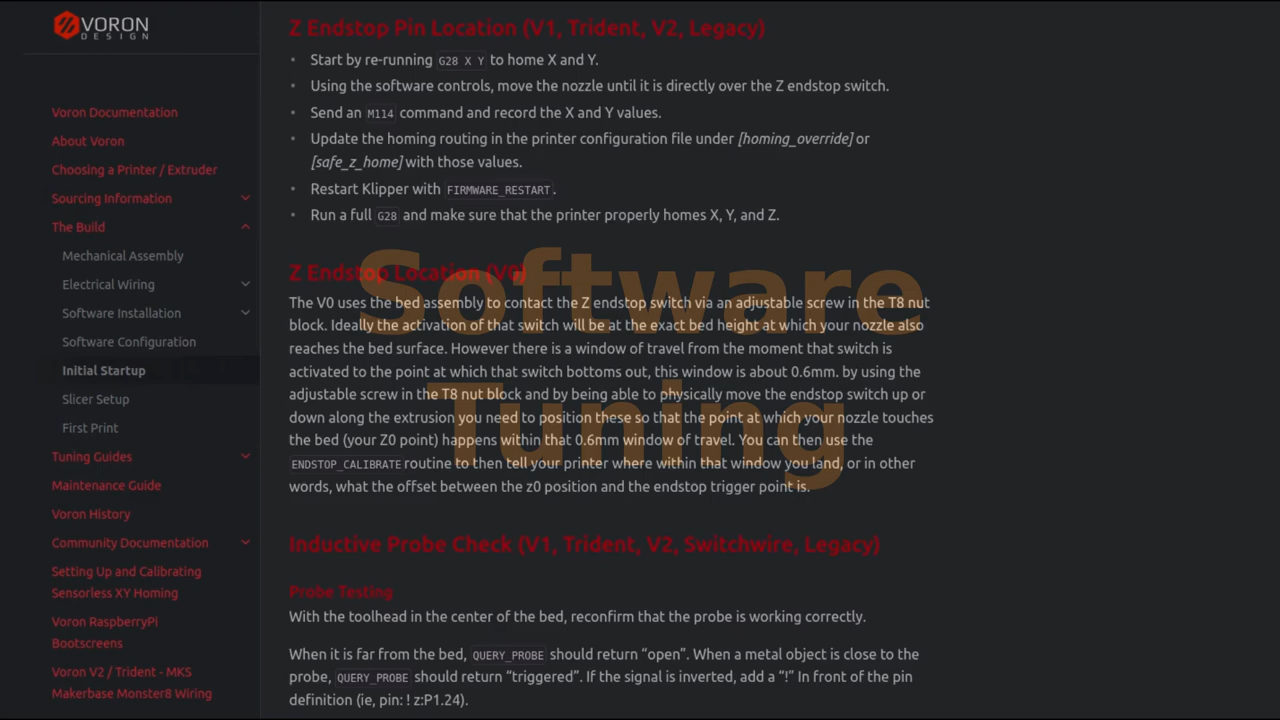 VORON
DESIGN
Voron Documentation
About Voron
Choosing a Printer / Extruder
Sourcing Information
The Build
Mechanical Assembly
Electrical Wiring
Software Installation
Software Configuration
Initial Startup
Slicer Setup
First Print
Tuning Guides
Maintenance Guide
Voron History
Community Documentation
Setting Up and Calibrating
Sensorless XY Homing
Voron RaspberryPi
Bootscreens
Voron V2 / Trident - MKS
Makerbase Monster8 Wiring
Z Endstop Pin Location (V1, Trident, V2, Legacy)
• Start by re-running G28 X Y to home X and Y.
• Using the software controls, move the nozzle until it is directly over the Z endstop switch.
• Send an M114 command and record the X and Y values.
• Update the homing routing in the printer configuration file under [homing_override] or
[safe_z_home] with those values.
• Restart Klipper with FIRMWARE_RESTART.
• Run a full G28 and make sure that the printer properly homes X, Y, and Z.
Z Endstop Location (V0)
The V0 uses the bed assembly to contact the Z endstop switch via an adjustable screw in the T8 nut
block. Ideally the activation of that switch will be at the exact bed height at which your nozzle also
reaches the bed surface. However there is a window of travel from the moment that switch is
activated to the point at which that switch bottoms out, this window is about 0.6mm. by using the
adjustable screw in the T8 nut block and by being able to physically move the endstop switch up or
down along the extrusion you need to position these so that the point at which your nozzle touches
the bed (your Z0 point) happens within that 0.6mm window of travel. You can then use the
ENDSTOP_CALIBRATE routine to then tell your printer where within that window you land, or in other
words, what the offset between the z0 position and the endstop trigger point is.
Software
Tuning
Inductive Probe Check (V1, Trident, V2, Switchwire, Legacy)
Probe Testing
With the toolhead in the center of the bed, reconfirm that the probe is working correctly.
When it is far from the bed, QUERY_PROBE should return “open”. When a metal object is close to the
probe, QUERY_PROBE should return “triggered”. If the signal is inverted, add a “!” In front of the pin
definition (ie, pin: ! z:P1.24).